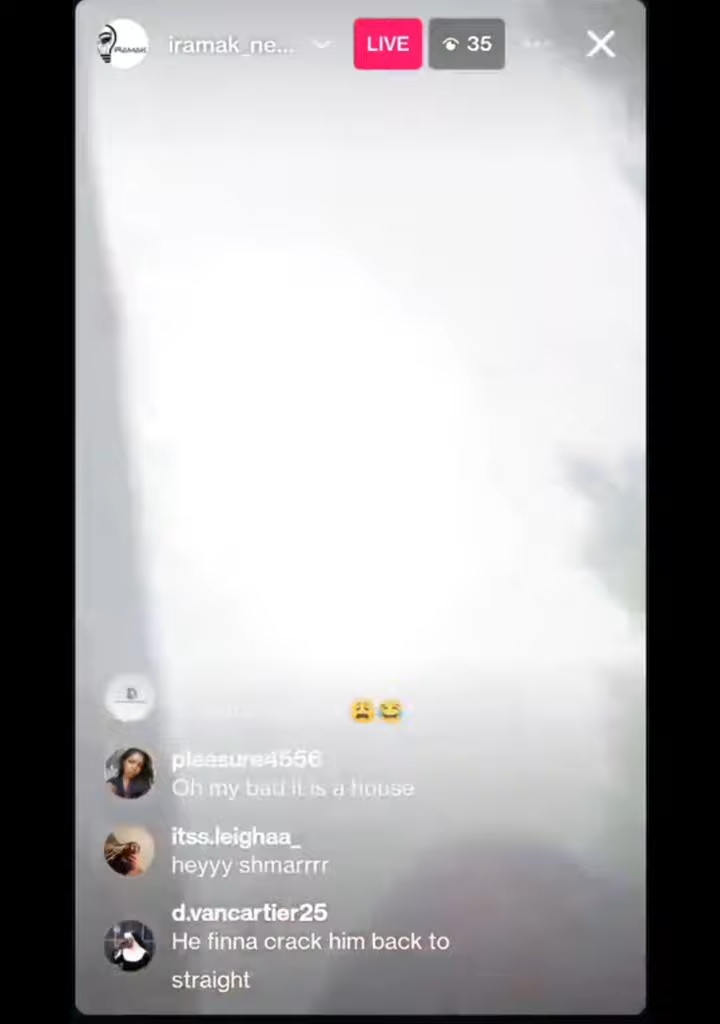 IRAMAK
iramak_ne...
LIVE
35
😩😂
pleasure4556
Oh my bad it is a house
itss.leighaa_
heyyy shmarrrr
d.vancartier25
He finna crack him back to
straight